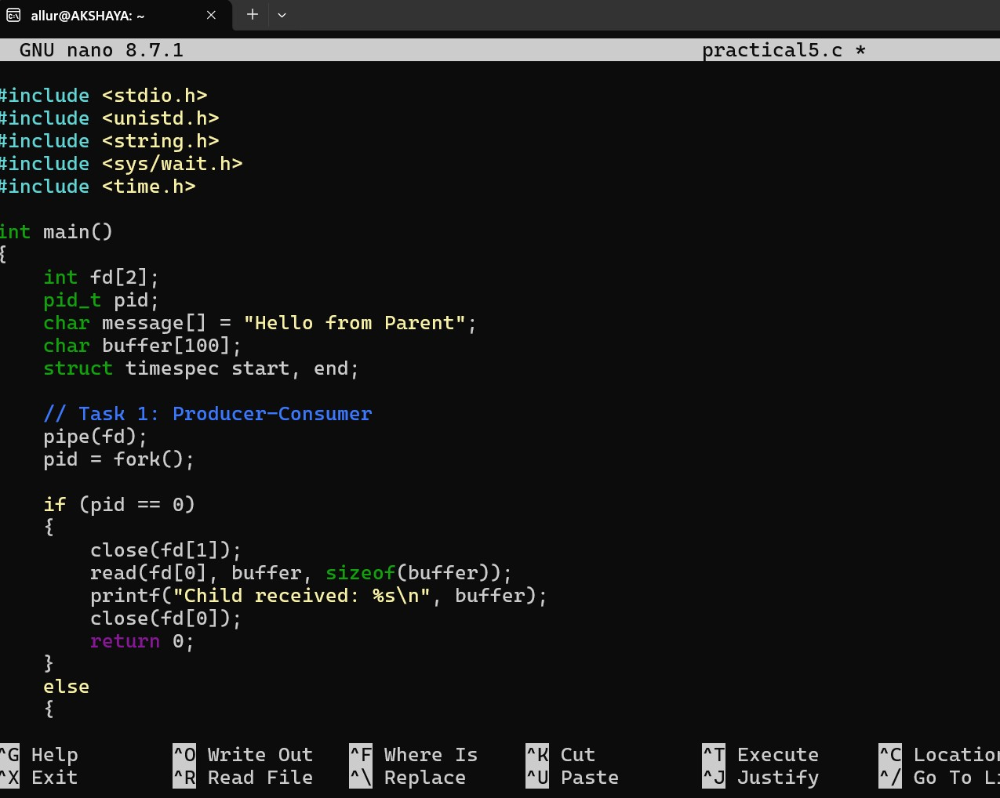 allur@AKSHAYA: ~
GNU nano 8.7.1 practical5.c *
#include <stdio.h>
#include <unistd.h>
#include <string.h>
#include <sys/wait.h>
#include <time.h>
int main()
{
    int fd[2];
    pid_t pid;
    char message[] = "Hello from Parent";
    char buffer[100];
    struct timespec start, end;
    // Task 1: Producer-Consumer
    pipe(fd);
    pid = fork();
    if (pid == 0)
    {
        close(fd[1]);
        read(fd[0], buffer, sizeof(buffer));
        printf("Child received: %s\n", buffer);
        close(fd[0]);
        return 0;
    }
    else
    {
^G Help ^O Write Out ^F Where Is ^K Cut ^T Execute ^C Location
^X Exit ^R Read File ^\ Replace ^U Paste ^J Justify ^/ Go To Li